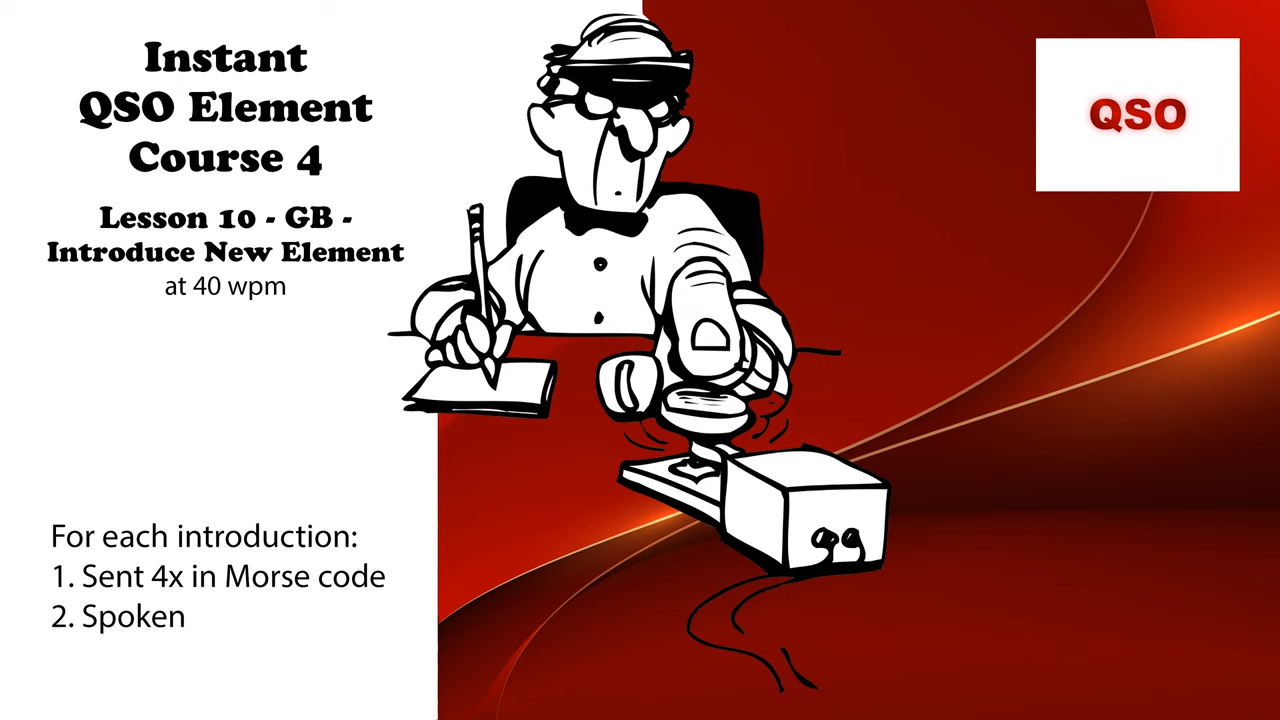 Instant
QSO Element
Course 4
Lesson 10 - GB -
Introduce New Element
at 40 wpm
QSO
For each introduction:
1. Sent 4x in Morse code
2. Spoken